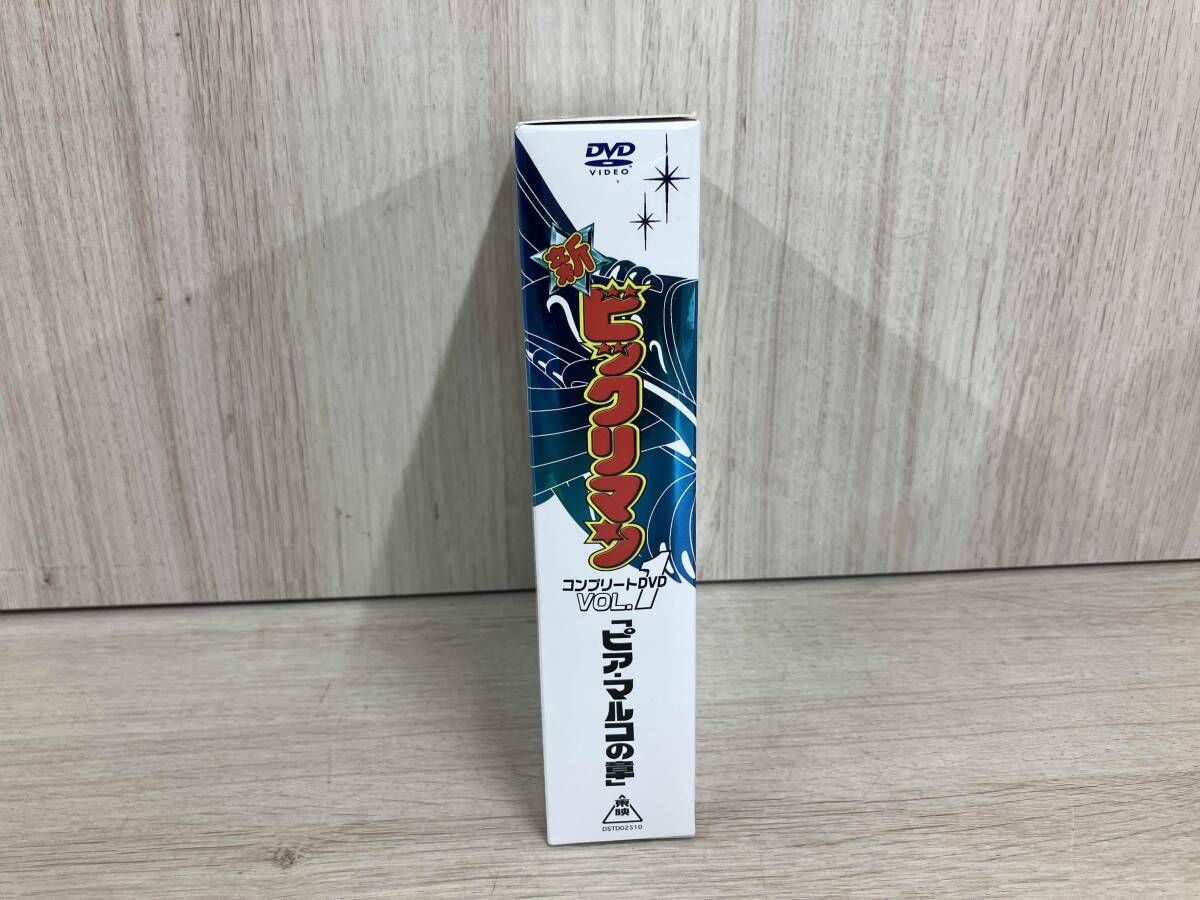 DVD
VIDEO
新
ビックリマン
コンプリートDVD
VOL.1
「ピア・マルコの章」
東映
DSTD02510